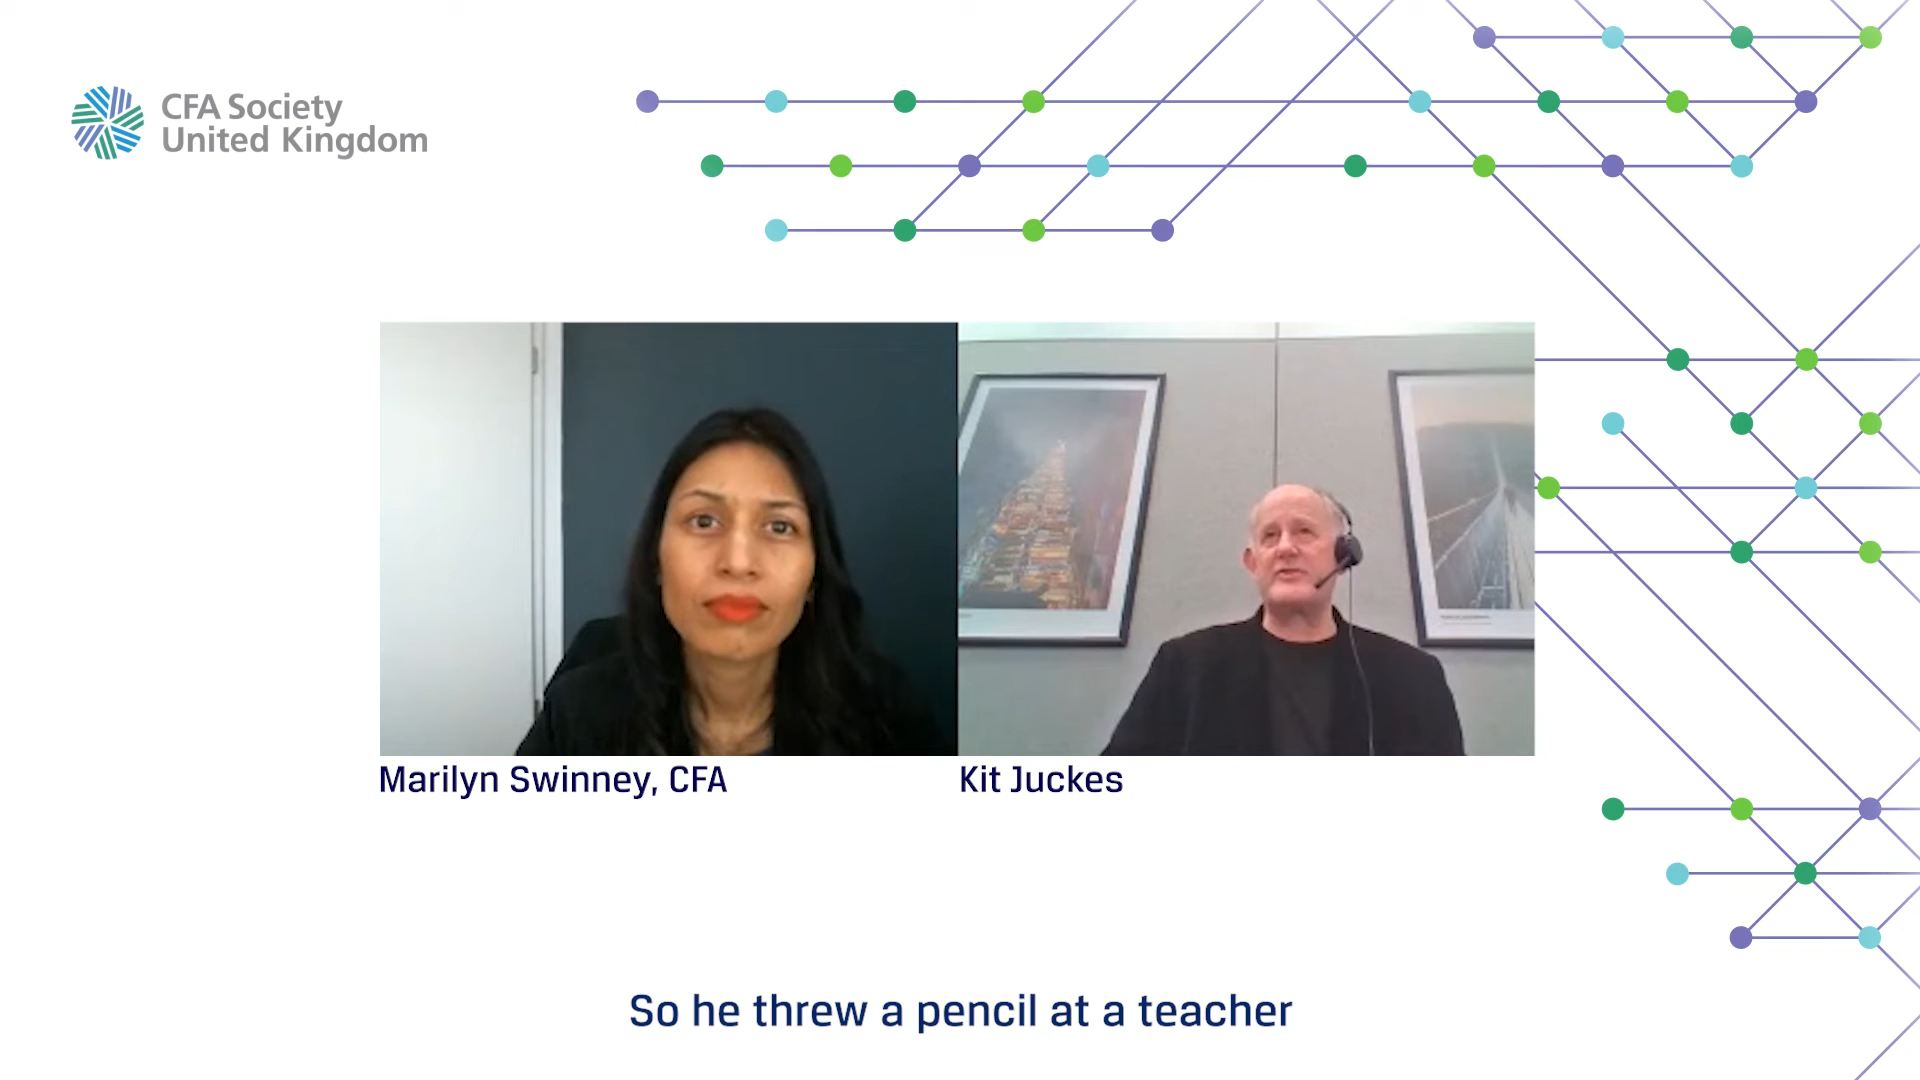 CFA Society
United Kingdom
Marilyn Swinney, CFA
Kit Juckes
So he threw a pencil at a teacher